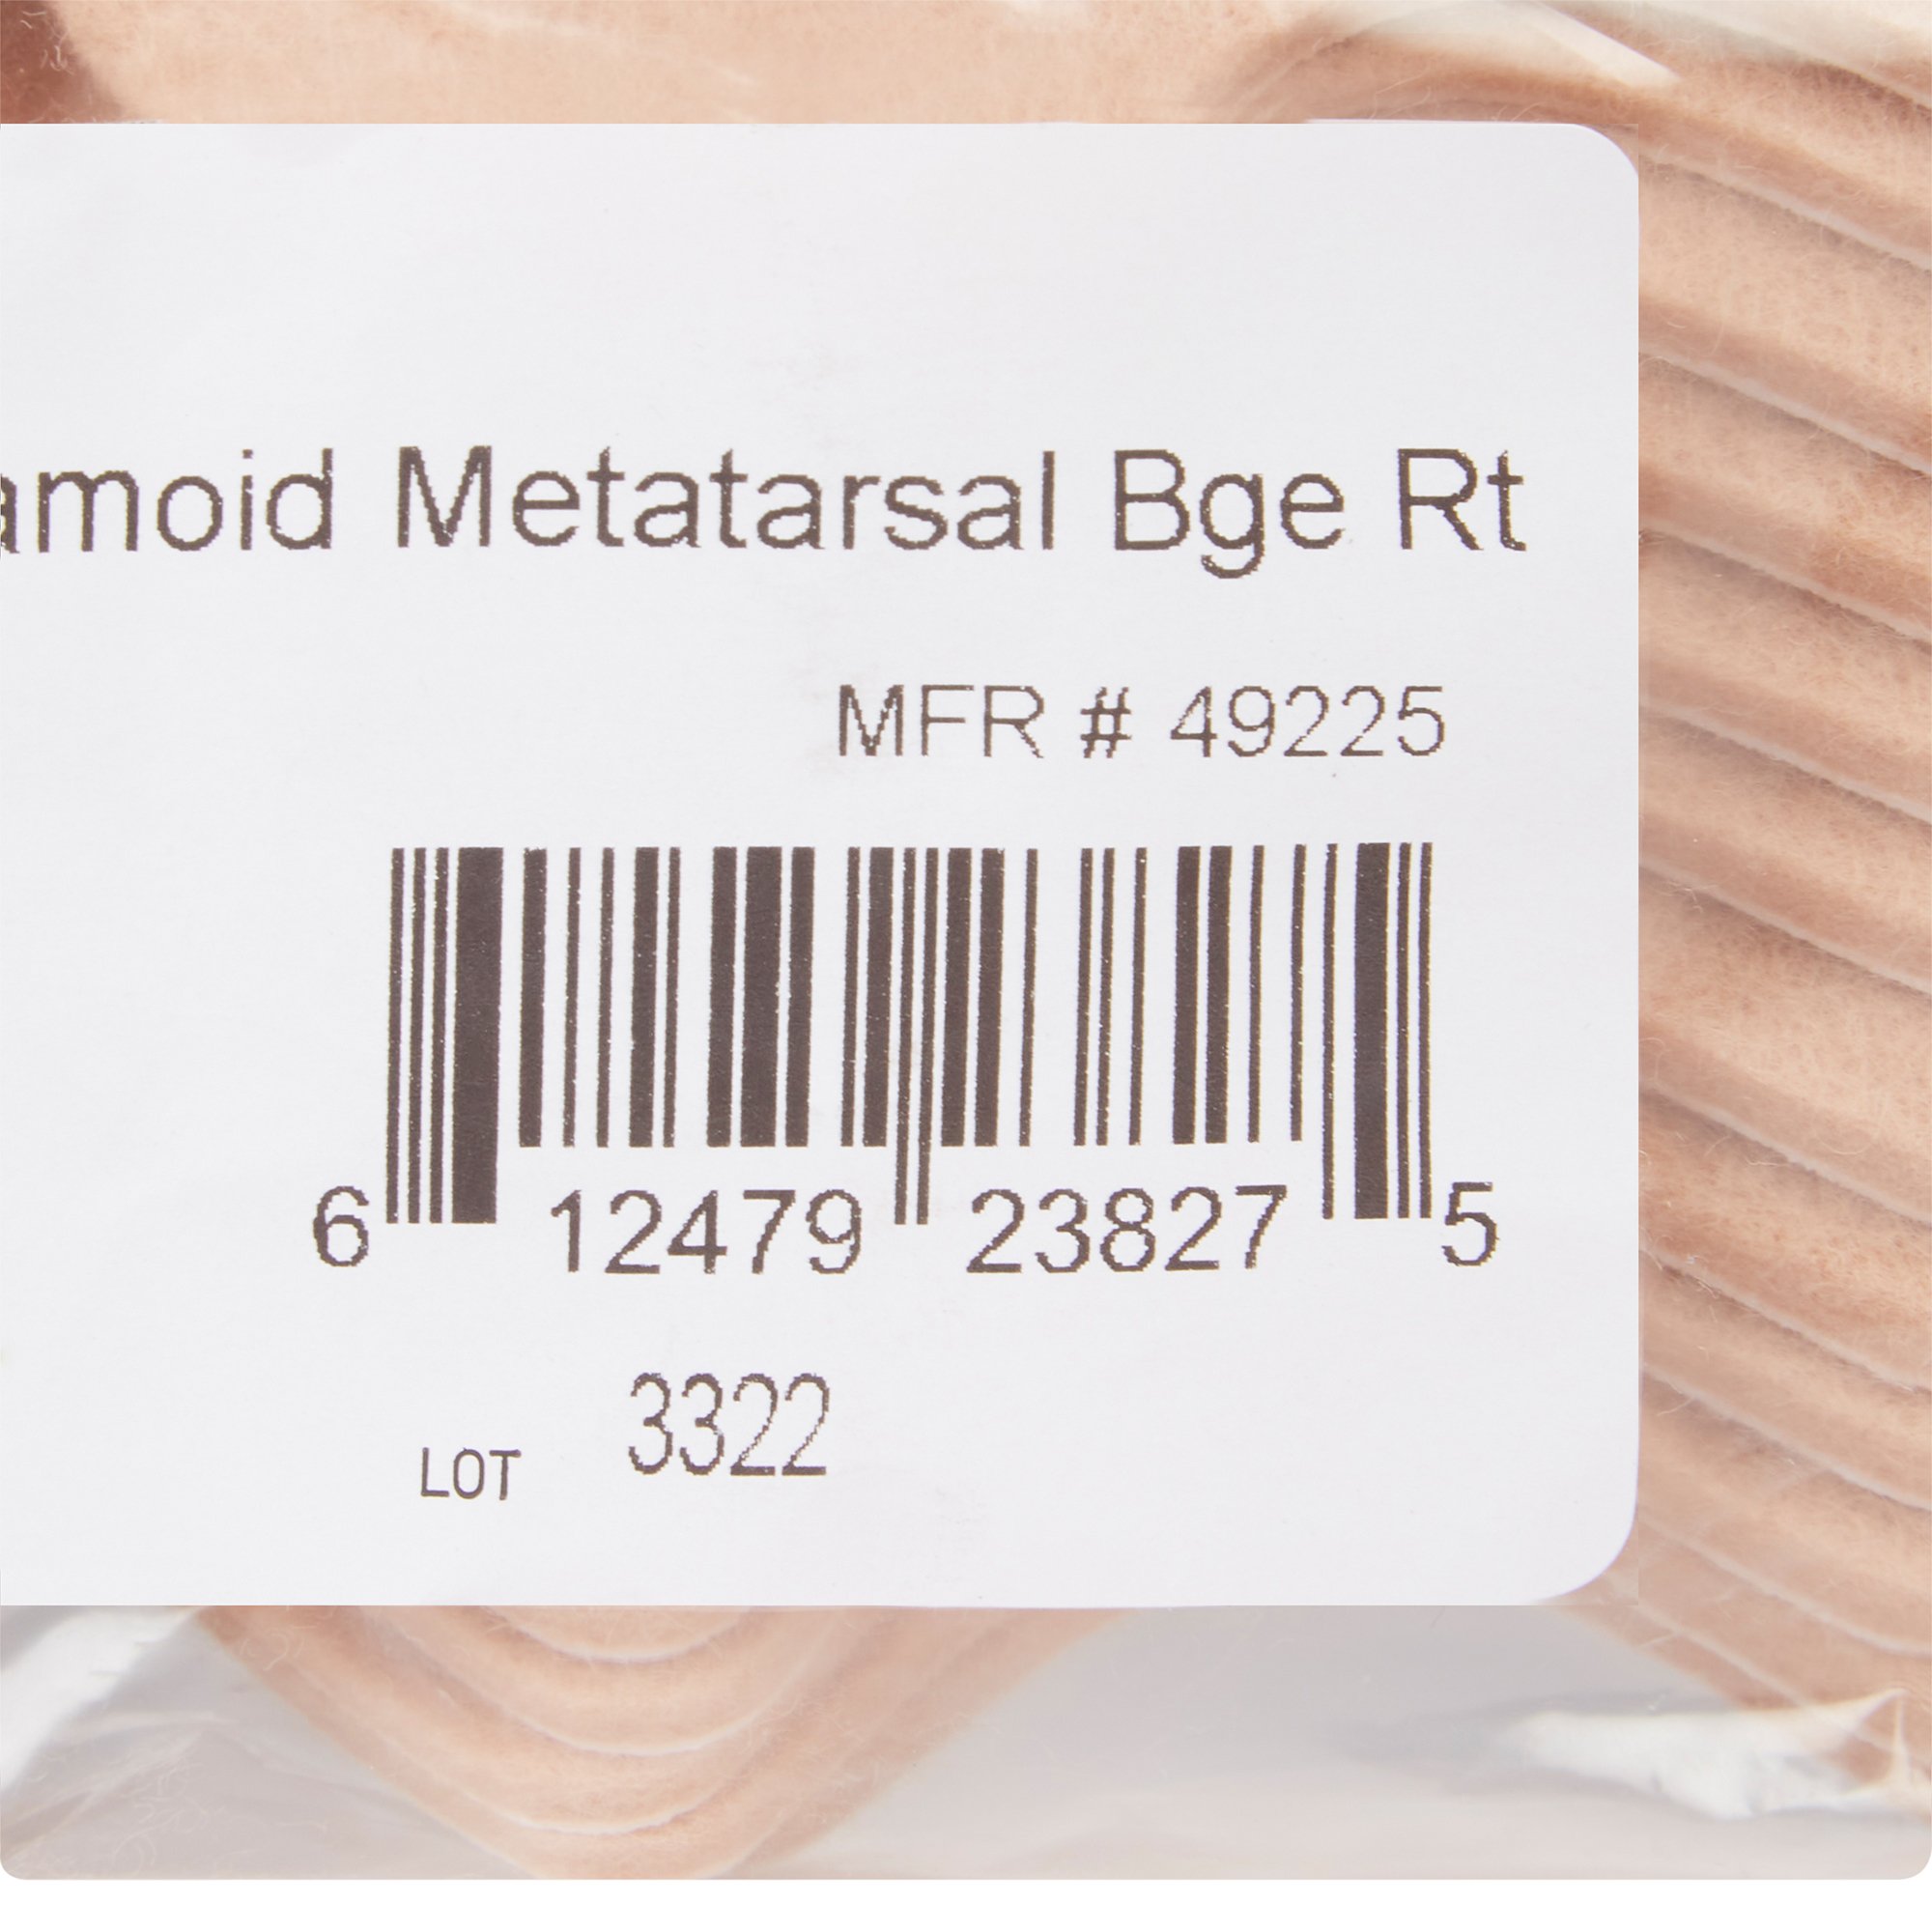 amoid Metatarsal Bge Rt
MFR # 49225
6 12479 23827 5
LOT 3322